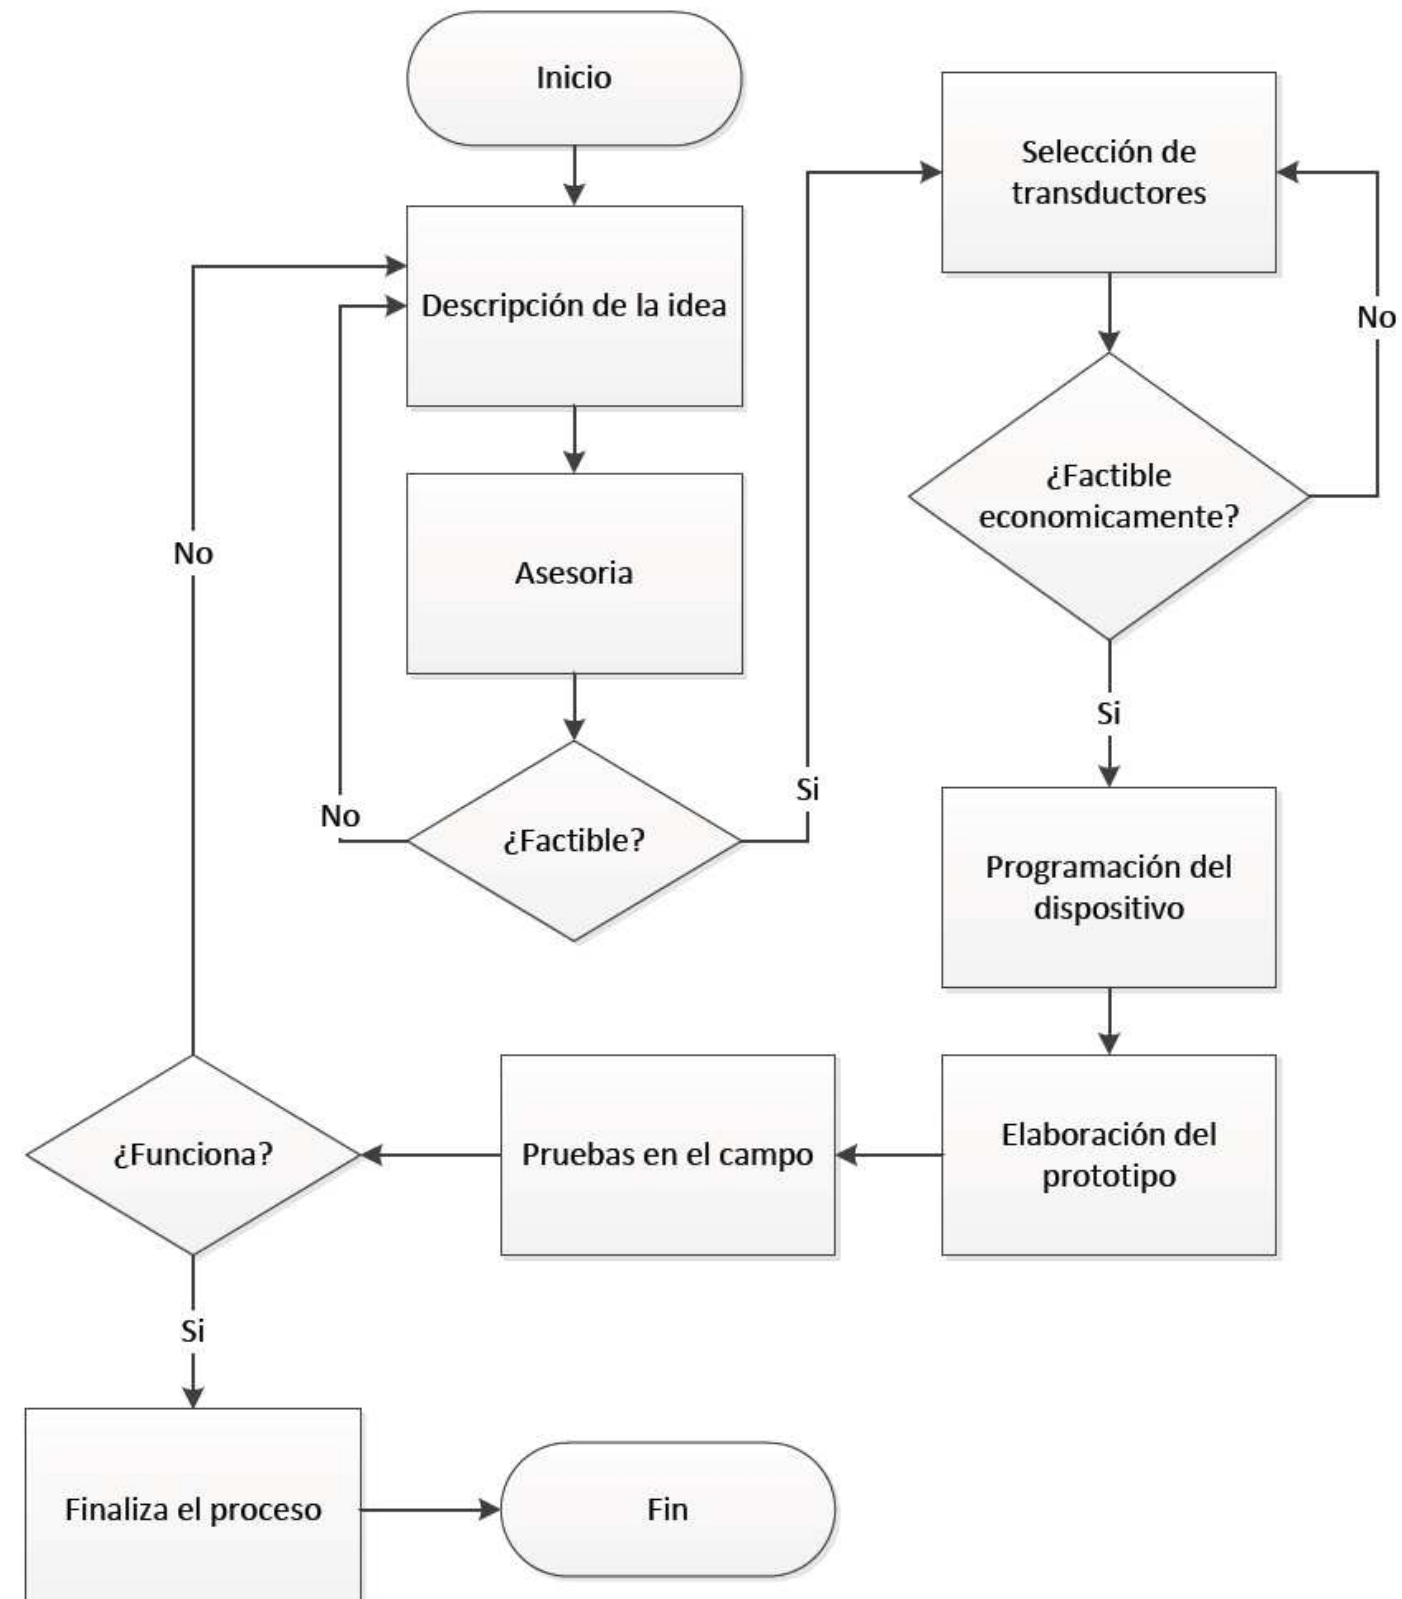 Inicio
Descripción de la idea
Asesoria
¿Factible?
No
Si
Selección de
transductores
¿Factible
economicamente?
No
Si
Programación del
dispositivo
Elaboración del
prototipo
Pruebas en el campo
¿Funciona?
No
Si
Finaliza el proceso
Fin